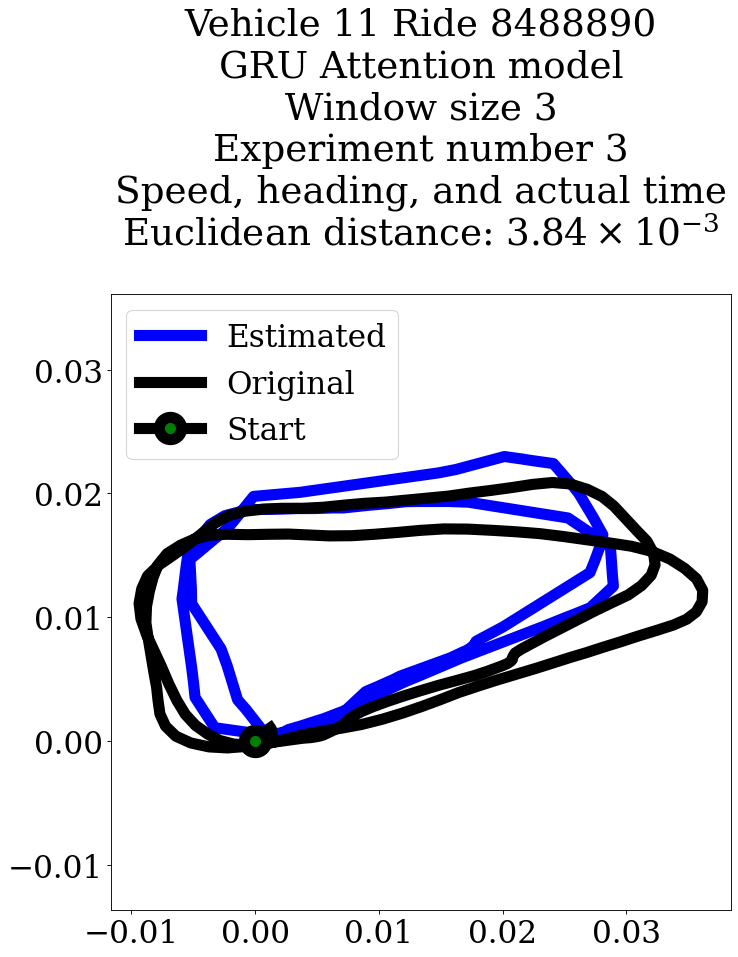 Vehicle 11 Ride 8488890
GRU Attention model
Window size 3
Experiment number 3
Speed, heading, and actual time
Euclidean distance: 3.84 × 10⁻³
Estimated
Original
Start
0.03
0.02
0.01
0.00
−0.01
−0.01 0.00 0.01 0.02 0.03